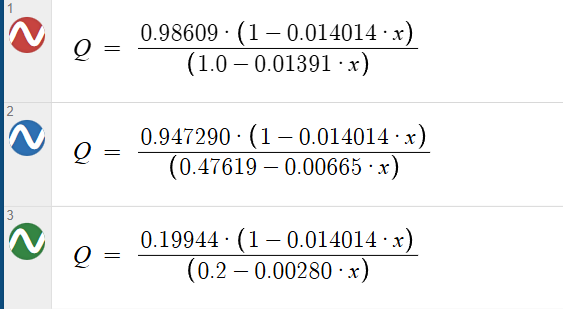 1
Q = 0.98609 · (1 − 0.014014 · x) / (1.0 − 0.01391 · x)
2
Q = 0.947290 · (1 − 0.014014 · x) / (0.47619 − 0.00665 · x)
3
Q = 0.19944 · (1 − 0.014014 · x) / (0.2 − 0.00280 · x)